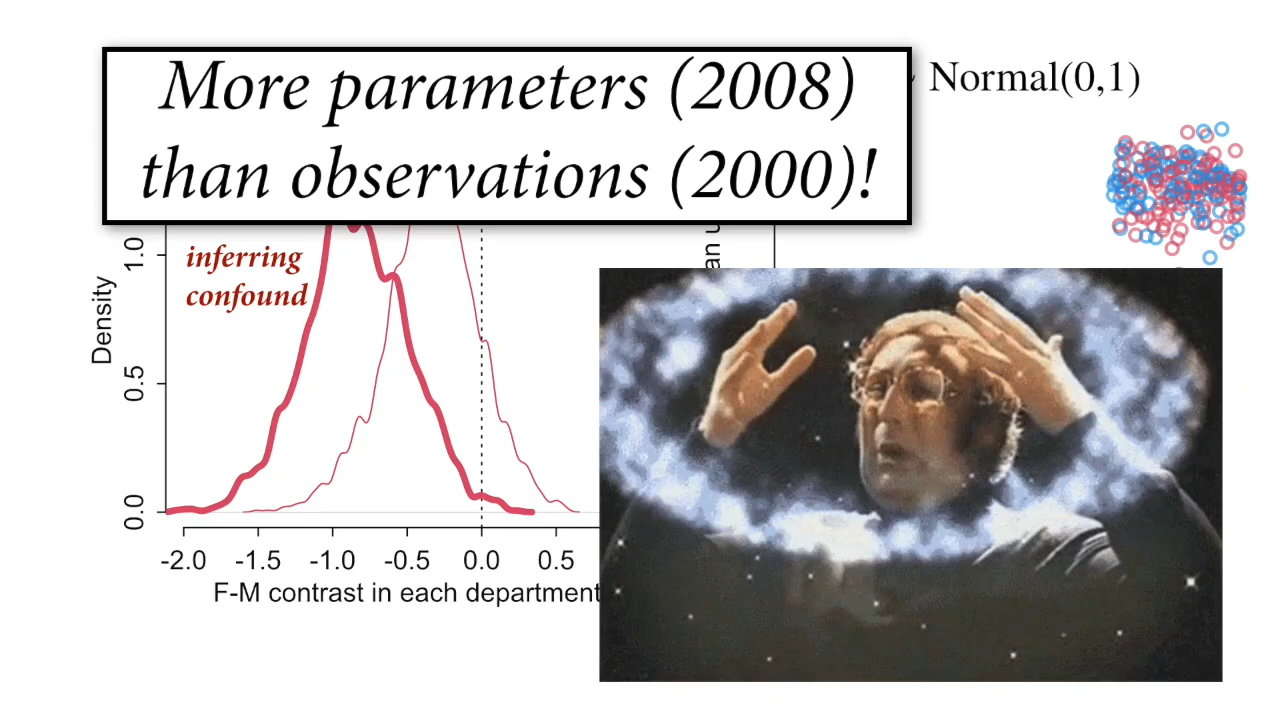 More parameters (2008)
than observations (2000)!
Normal(0,1)
inferring
confound
Density
1.0
0.5
0.0
-2.0 -1.5 -1.0 -0.5 0.0 0.5
F-M contrast in each department